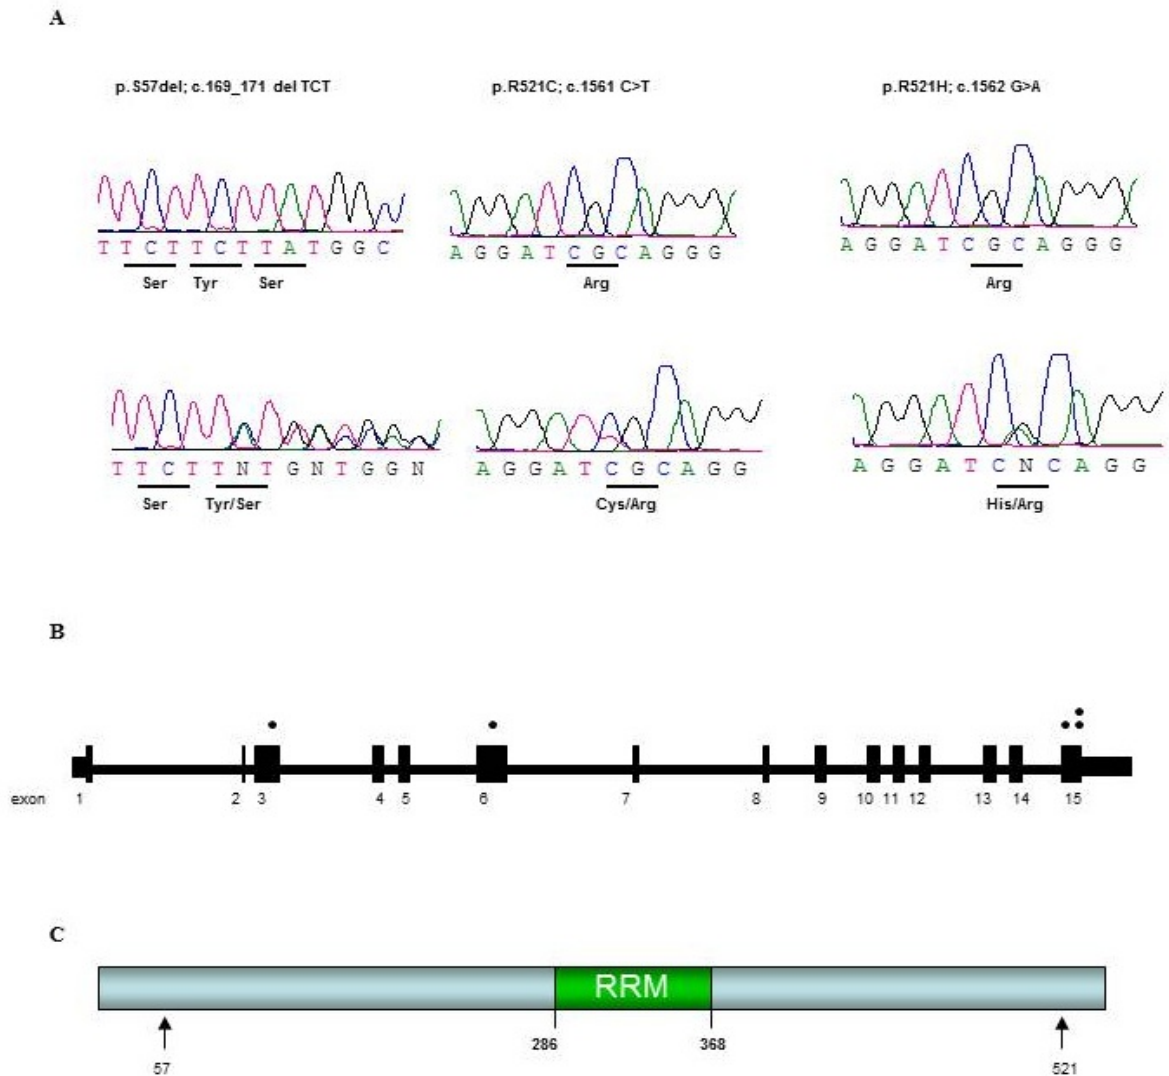 A
p.S57del; c.169_171 del TCT
p.R521C; c.1561 C>T
p.R521H; c.1562 G>A
T T C T T C T T A T G G C
A G G A T C G C A G G G
A G G A T C G C A G G G
Ser Tyr Ser
Arg
Arg
T T C T T N T G N T G G N
A G G A T C G C A G G
A G G A T C N C A G G
Ser Tyr/Ser
Cys/Arg
His/Arg
B
exon 1 2 3 4 5 6 7 8 9 10 11 12 13 14 15
C
RRM
286 368
57 521